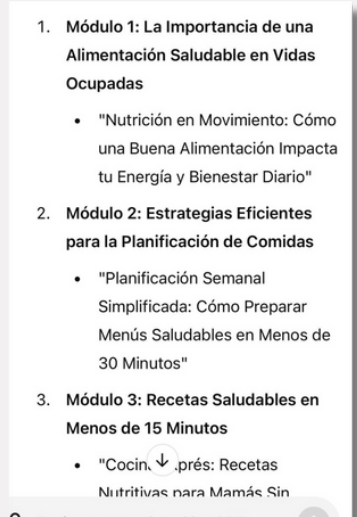 1. Módulo 1: La Importancia de una
Alimentación Saludable en Vidas
Ocupadas
• "Nutrición en Movimiento: Cómo
una Buena Alimentación Impacta
tu Energía y Bienestar Diario"
2. Módulo 2: Estrategias Eficientes
para la Planificación de Comidas
• "Planificación Semanal
Simplificada: Cómo Preparar
Menús Saludables en Menos de
30 Minutos"
3. Módulo 3: Recetas Saludables en
Menos de 15 Minutos
• "Cocin prés: Recetas
Nutritivas para Mamás Sin